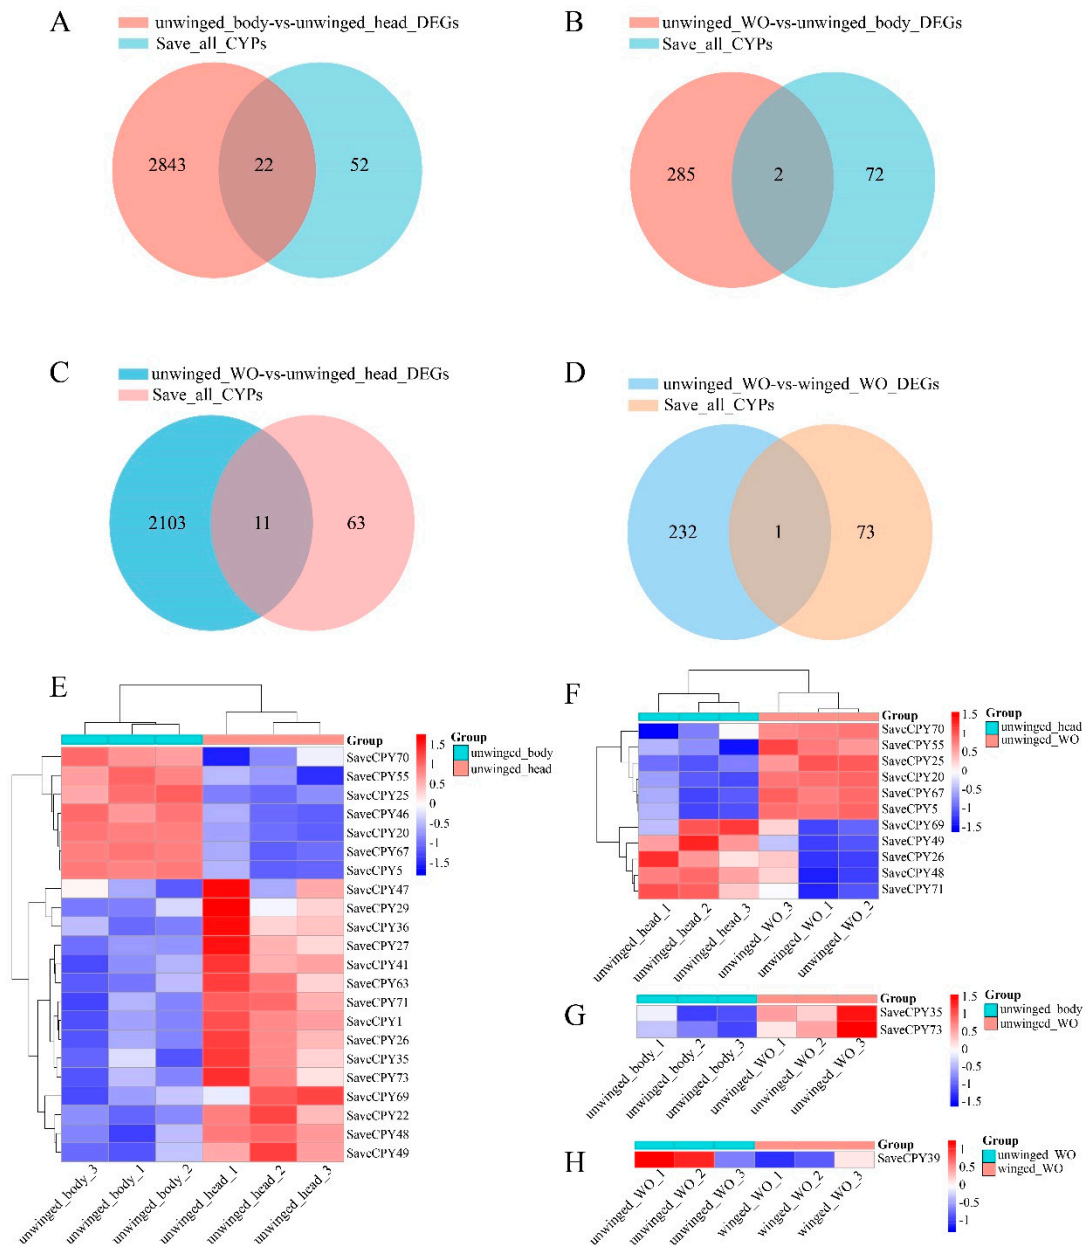 A
unwinged_body-vs-unwinged_head_DEGs
Save_all_CYPs
2843
22
52
B
unwinged_WO-vs-unwinged_body_DEGs
Save_all_CYPs
285
2
72
C
unwinged_WO-vs-unwinged_head_DEGs
Save_all_CYPs
2103
11
63
D
unwinged_WO-vs-winged_WO_DEGs
Save_all_CYPs
232
1
73
E
Group
SaveCPY70
SaveCPY55
SaveCPY25
SaveCPY46
SaveCPY20
SaveCPY67
SaveCPY5
SaveCPY47
SaveCPY29
SaveCPY36
SaveCPY27
SaveCPY41
SaveCPY63
SaveCPY71
SaveCPY1
SaveCPY26
SaveCPY35
SaveCPY73
SaveCPY69
SaveCPY22
SaveCPY48
SaveCPY49
unwinged_body_3
unwinged_body_1
unwinged_body_2
unwinged_head_1
unwinged_head_2
unwinged_head_3
1.5
1
0.5
0
-0.5
-1
-1.5
Group
unwinged_body
unwinged_head
F
Group
SaveCPY70
SaveCPY55
SaveCPY25
SaveCPY20
SaveCPY67
SaveCPY5
SaveCPY69
SaveCPY49
SaveCPY26
SaveCPY48
SaveCPY71
unwinged_head_1
unwinged_head_2
unwinged_head_3
unwinged_WO_3
unwinged_WO_1
unwinged_WO_2
1.5
1
0.5
0
-0.5
-1
-1.5
Group
unwinged_head
unwinged_WO
G
Group
SaveCPY35
SaveCPY73
unwinged_body_1
unwinged_body_2
unwinged_body_3
unwinged_WO_1
unwinged_WO_2
unwinged_WO_3
1.5
1
0.5
0
-0.5
-1
-1.5
Group
unwinged_body
unwinged_WO
H
Group
SaveCPY39
unwinged_WO_1
unwinged_WO_2
unwinged_WO_3
winged_WO_1
winged_WO_2
winged_WO_3
1
0.5
0
-0.5
-1
Group
unwinged_WO
winged_WO